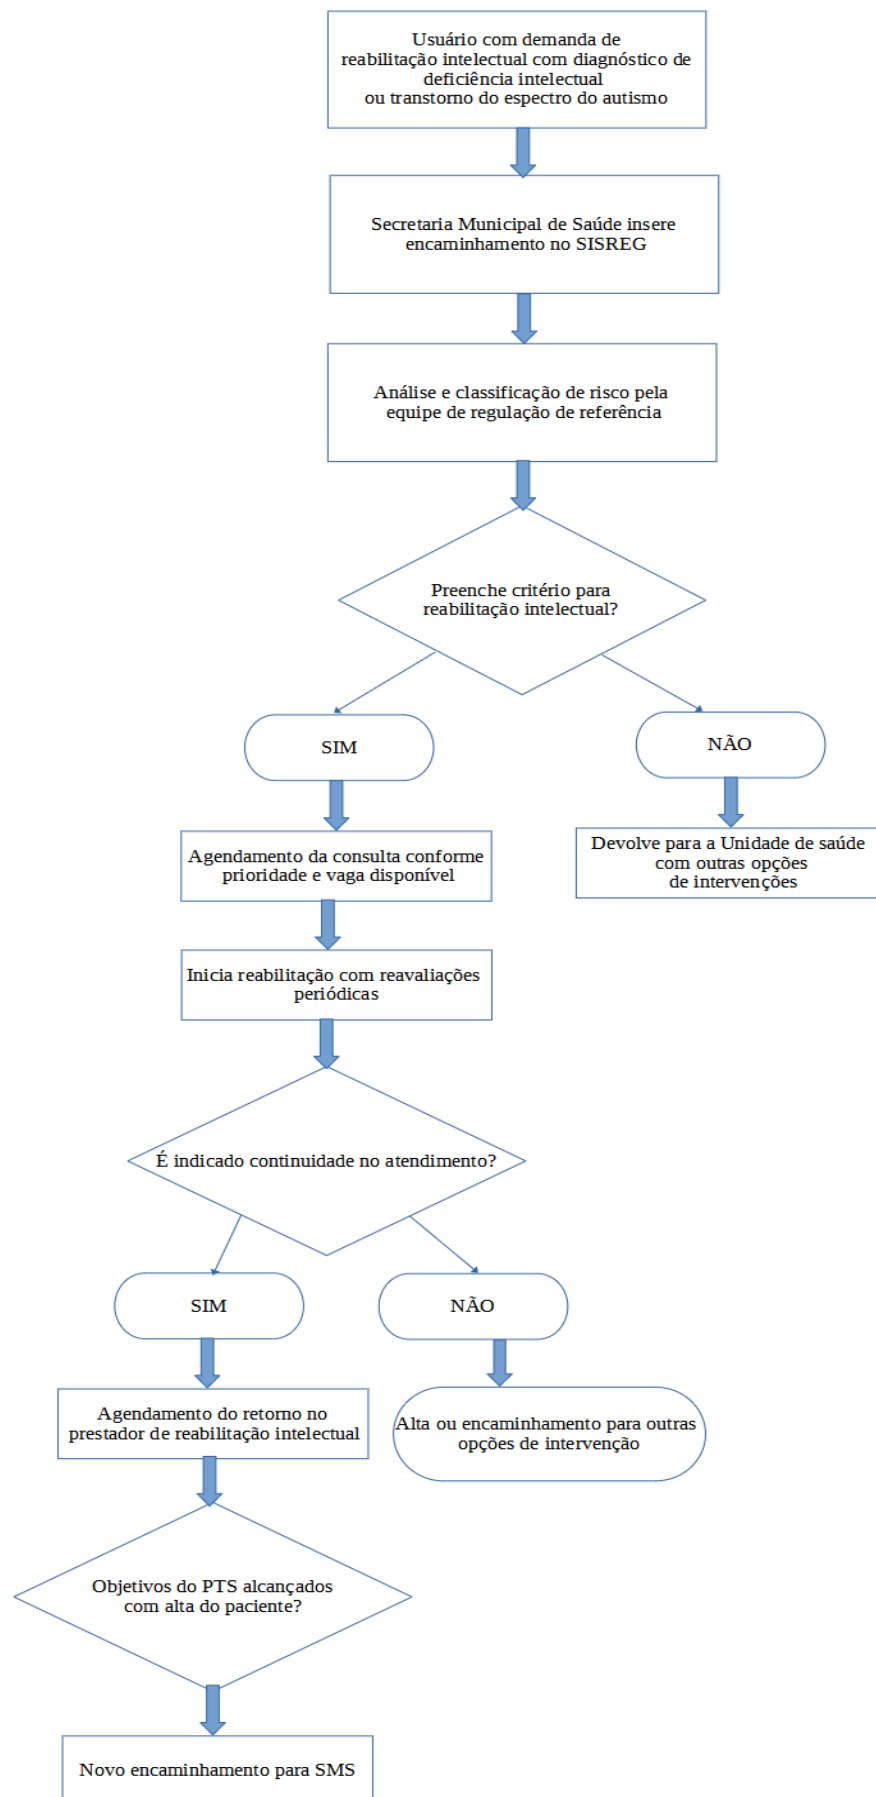 Usuário com demanda de
reabilitação intelectual com diagnóstico de
deficiência intelectual
ou transtorno do espectro do autismo
Secretaria Municipal de Saúde insere
encaminhamento no SISREG
Análise e classificação de risco pela
equipe de regulação de referência
Preenche critério para
reabilitação intelectual?
SIM
NÃO
Agendamento da consulta conforme
prioridade e vaga disponível
Devolve para a Unidade de saúde
com outras opções
de intervenções
Inicia reabilitação com reavaliações
periódicas
É indicado continuidade no atendimento?
SIM
NÃO
Agendamento do retorno no
prestador de reabilitação intelectual
Alta ou encaminhamento para outras
opções de intervenção
Objetivos do PTS alcançados
com alta do paciente?
Novo encaminhamento para SMS